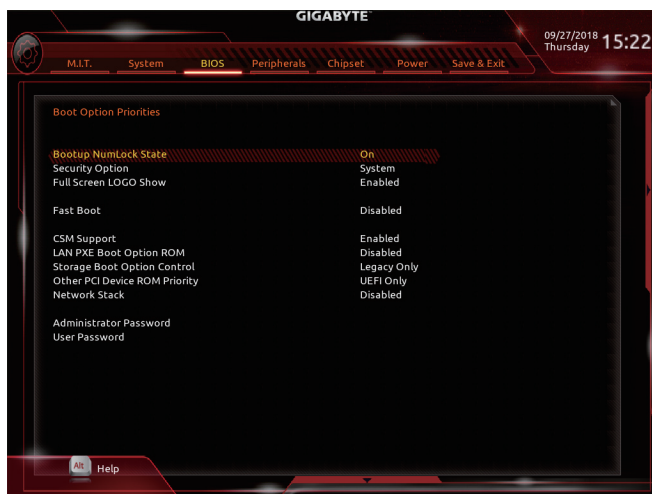 GIGABYTE™
09/27/2018 15:22
Thursday
M.I.T. System BIOS Peripherals Chipset Power Save & Exit
Boot Option Priorities
Bootup NumLock State On
Security Option System
Full Screen LOGO Show Enabled
Fast Boot Disabled
CSM Support Enabled
LAN PXE Boot Option ROM Disabled
Storage Boot Option Control Legacy Only
Other PCI Device ROM Priority UEFI Only
Network Stack Disabled
Administrator Password
User Password
Alt Help